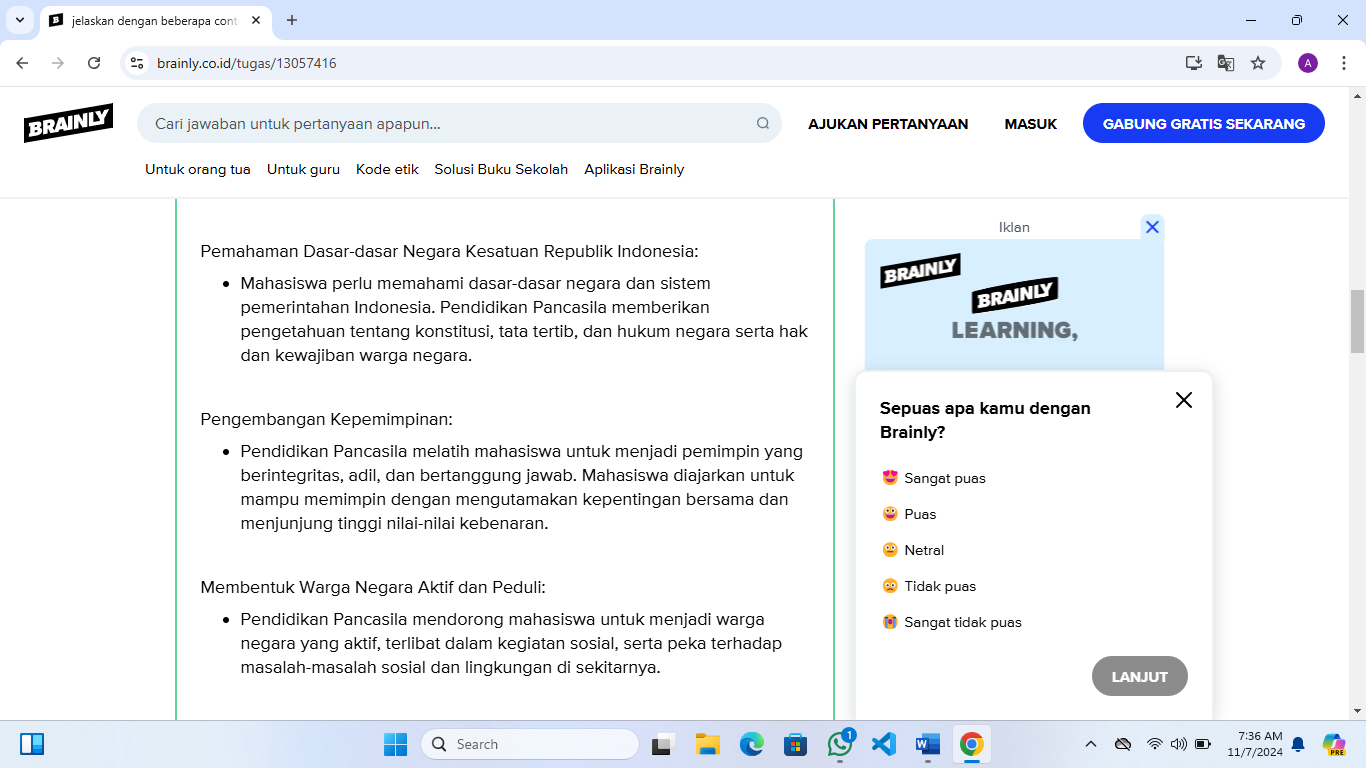 jelaskan dengan beberapa cont
brainly.co.id/tugas/13057416
A
BRAINLY
Cari jawaban untuk pertanyaan apapun...
AJUKAN PERTANYAAN
MASUK
GABUNG GRATIS SEKARANG
Untuk orang tua
Untuk guru
Kode etik
Solusi Buku Sekolah
Aplikasi Brainly
Pemahaman Dasar-dasar Negara Kesatuan Republik Indonesia:
• Mahasiswa perlu memahami dasar-dasar negara dan sistem
pemerintahan Indonesia. Pendidikan Pancasila memberikan
pengetahuan tentang konstitusi, tata tertib, dan hukum negara serta hak
dan kewajiban warga negara.
Pengembangan Kepemimpinan:
• Pendidikan Pancasila melatih mahasiswa untuk menjadi pemimpin yang
berintegritas, adil, dan bertanggung jawab. Mahasiswa diajarkan untuk
mampu memimpin dengan mengutamakan kepentingan bersama dan
menjunjung tinggi nilai-nilai kebenaran.
Membentuk Warga Negara Aktif dan Peduli:
• Pendidikan Pancasila mendorong mahasiswa untuk menjadi warga
negara yang aktif, terlibat dalam kegiatan sosial, serta peka terhadap
masalah-masalah sosial dan lingkungan di sekitarnya.
Iklan
BRAINLY
BRAINLY
LEARNING,
Sepuas apa kamu dengan
Brainly?
Sangat puas
Puas
Netral
Tidak puas
Sangat tidak puas
LANJUT
Search
1
7:36 AM
11/7/2024
PRE